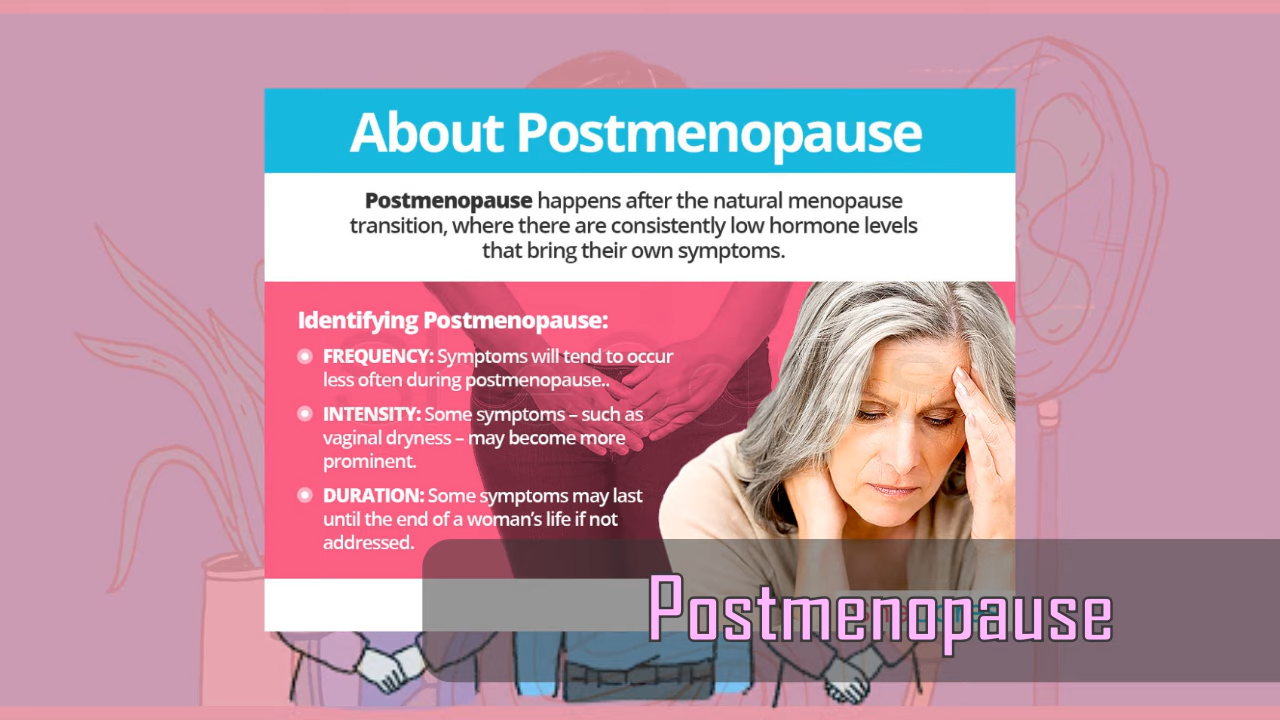 About Postmenopause
Postmenopause happens after the natural menopause
transition, where there are consistently low hormone levels
that bring their own symptoms.
Identifying Postmenopause:
FREQUENCY: Symptoms will tend to occur
less often during postmenopause..
INTENSITY: Some symptoms – such as
vaginal dryness – may become more
prominent.
DURATION: Some symptoms may last
until the end of a woman's life if not
addressed.
Postmenopause